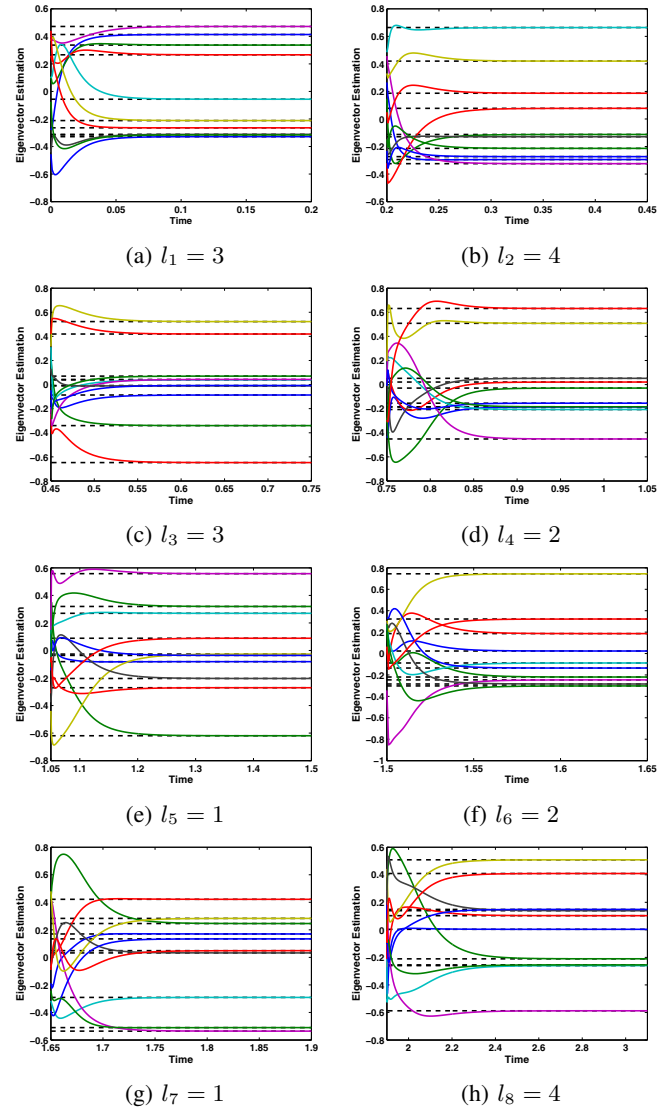 Eigenvector Estimation
0.6
0.4
0.2
0
−0.2
−0.4
−0.6
−0.8
0 0.05 0.1 0.15 0.2
Time
(a) l₁ = 3
Eigenvector Estimation
0.8
0.6
0.4
0.2
0
−0.2
−0.4
−0.6
−0.8
0.2 0.25 0.3 0.35 0.4 0.45
Time
(b) l₂ = 4
Eigenvector Estimation
0.8
0.6
0.4
0.2
0
−0.2
−0.4
−0.6
−0.8
0.45 0.5 0.55 0.6 0.65 0.7 0.75
Time
(c) l₃ = 3
Eigenvector Estimation
0.8
0.6
0.4
0.2
0
−0.2
−0.4
−0.6
−0.8
0.75 0.8 0.85 0.9 0.95 1 1.05
Time
(d) l₄ = 2
Eigenvector Estimation
0.6
0.4
0.2
0
−0.2
−0.4
−0.6
−0.8
1.05 1.1 1.2 1.3 1.4 1.5
Time
(e) l₅ = 1
Eigenvector Estimation
0.8
0.6
0.4
0.2
0
−0.2
−0.4
−0.6
−0.8
−1
1.5 1.55 1.6 1.65
Time
(f) l₆ = 2
Eigenvector Estimation
0.8
0.6
0.4
0.2
0
−0.2
−0.4
−0.6
1.65 1.7 1.75 1.8 1.85 1.9
Time
(g) l₇ = 1
Eigenvector Estimation
0.6
0.4
0.2
0
−0.2
−0.4
−0.6
−0.8
2 2.2 2.4 2.6 2.8 3
Time
(h) l₈ = 4